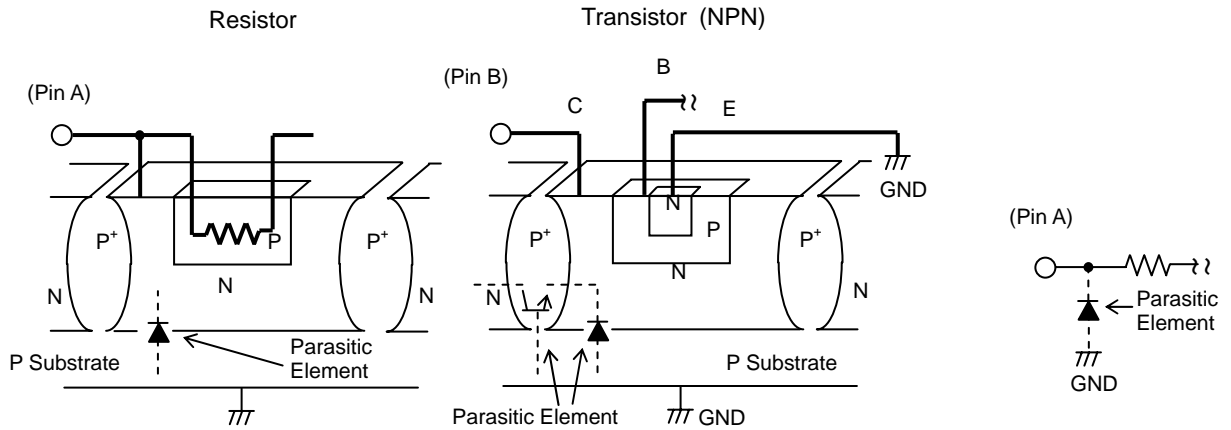 Resistor
Transistor (NPN)
(Pin A)
(Pin B)
C
B
E
GND
P+
P
P+
N
N
N
P Substrate
Parasitic
Element
P+
N
P
P+
N
N
N
P Substrate
Parasitic Element
GND
(Pin A)
Parasitic
Element
GND